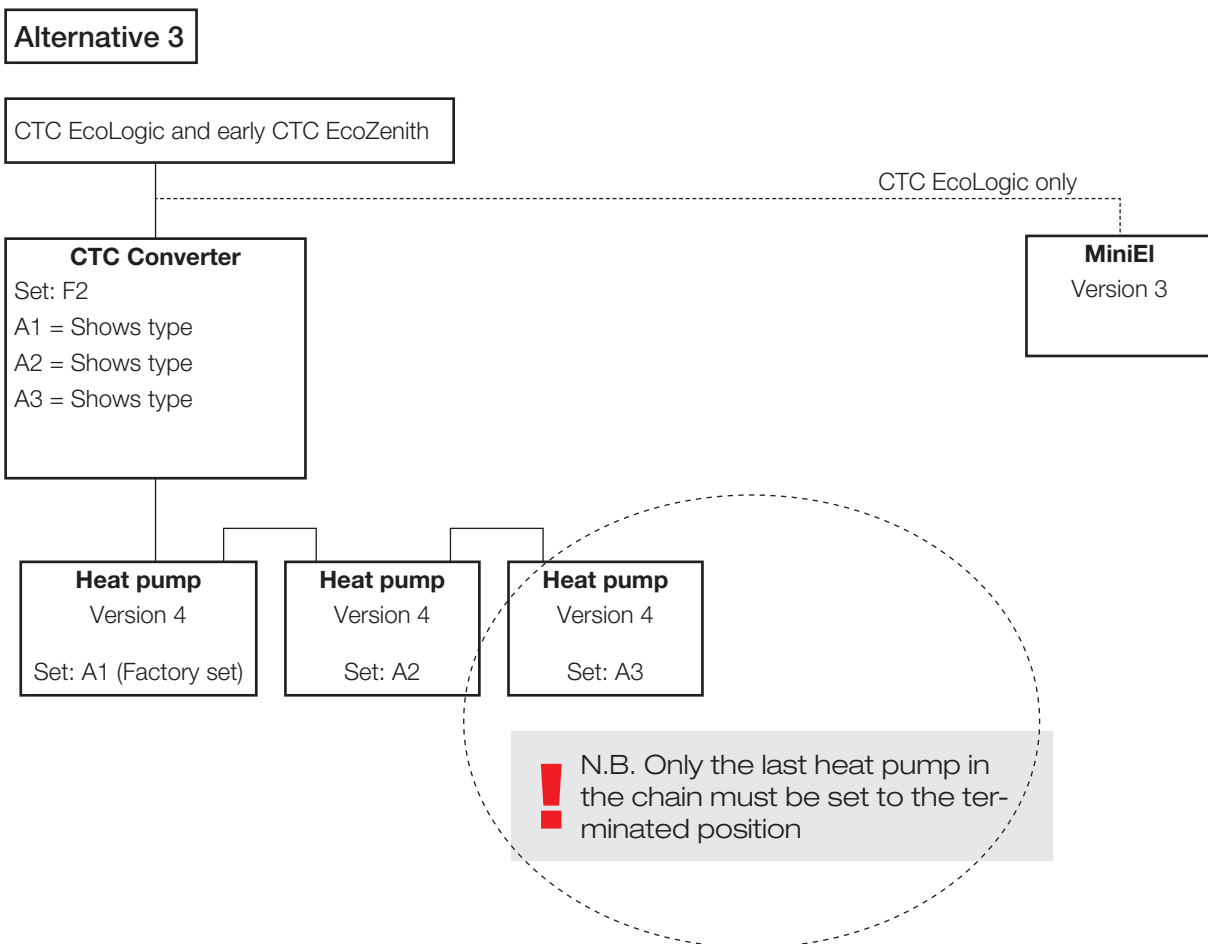 Alternative 3
CTC EcoLogic and early CTC EcoZenith
CTC EcoLogic only
CTC Converter
Set: F2
A1 = Shows type
A2 = Shows type
A3 = Shows type
MiniEl
Version 3
Heat pump
Version 4
Set: A1 (Factory set)
Heat pump
Version 4
Set: A2
Heat pump
Version 4
Set: A3
! N.B. Only the last heat pump in
the chain must be set to the ter-
minated position